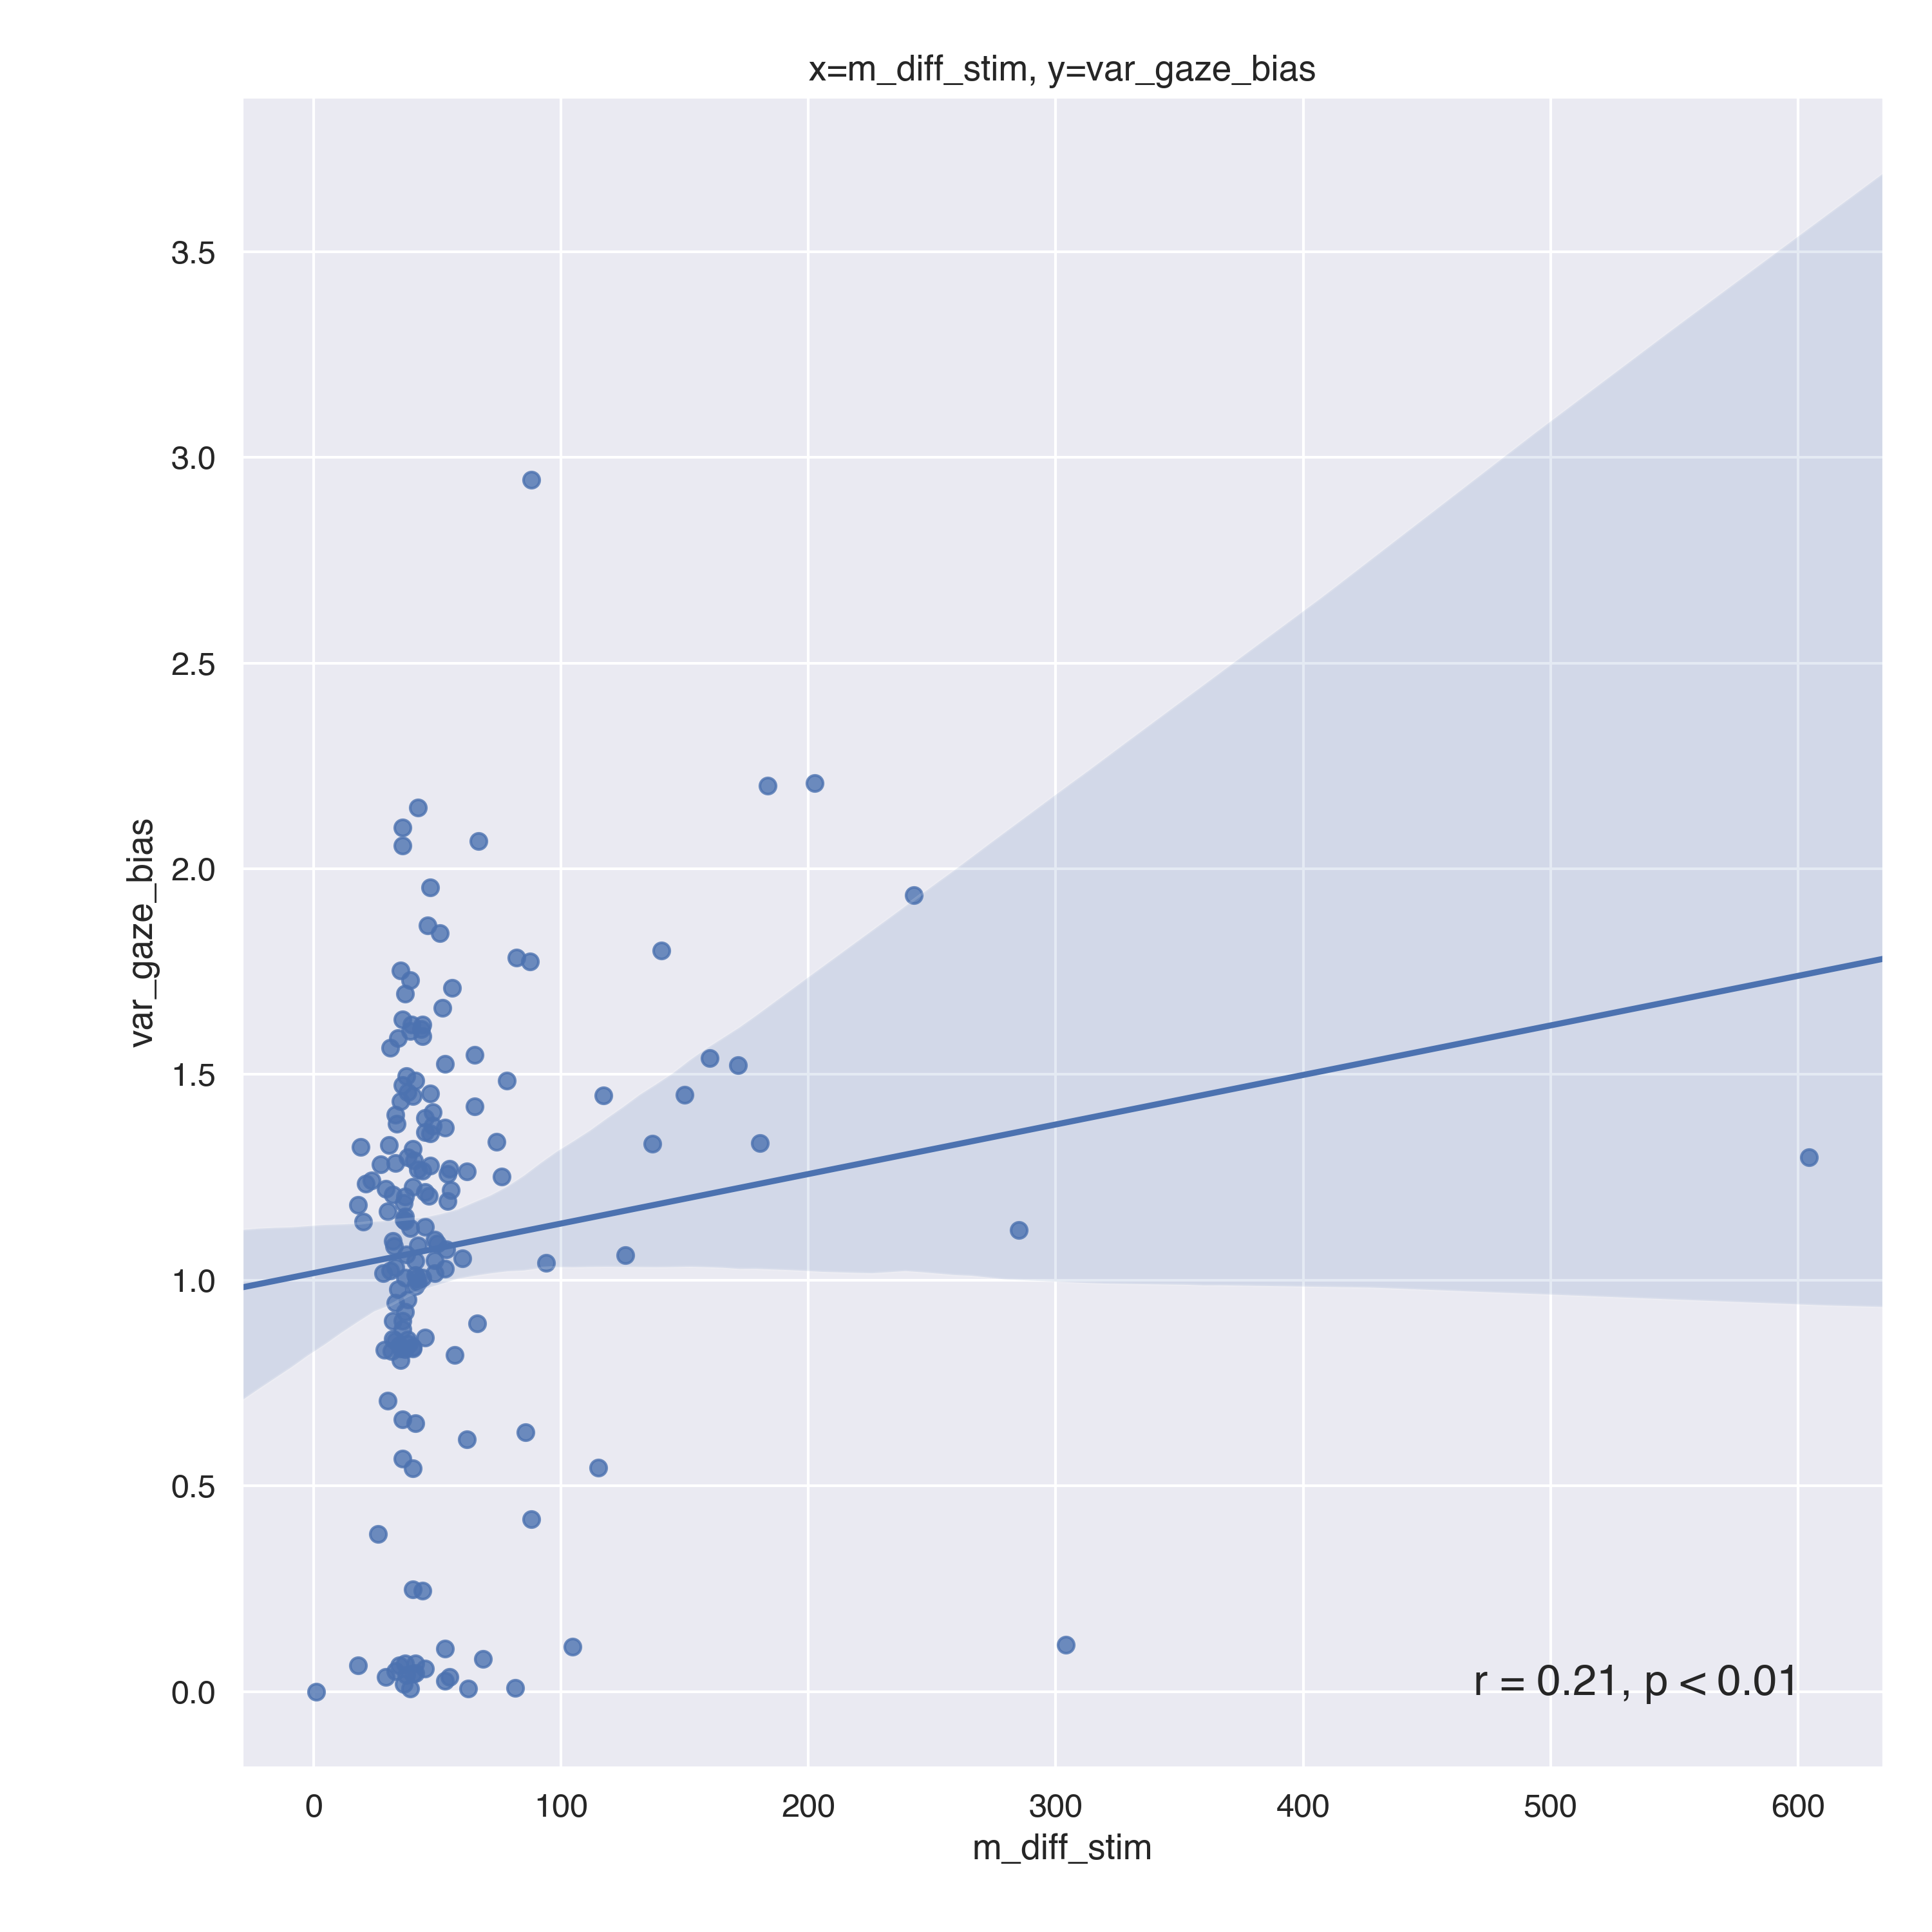 x=m_diff_stim, y=var_gaze_bias
3.5
3.0
2.5
2.0
1.5
1.0
0.5
0.0
var_gaze_bias
r = 0.21, p < 0.01
0 100 200 300 400 500 600
m_diff_stim